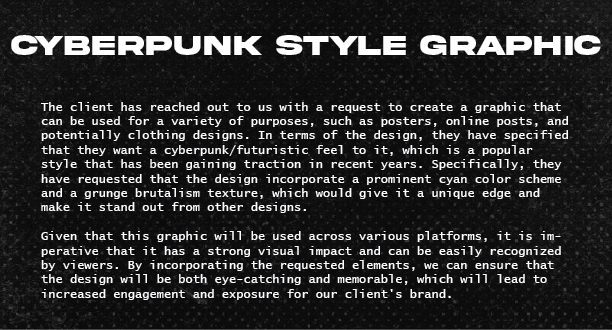 CYBERPUNK STYLE GRAPHIC
The client has reached out to us with a request to create a graphic that
can be used for a variety of purposes, such as posters, online posts, and
potentially clothing designs. In terms of the design, they have specified
that they want a cyberpunk/futuristic feel to it, which is a popular
style that has been gaining traction in recent years. Specifically, they
have requested that the design incorporate a prominent cyan color scheme
and a grunge brutalism texture, which would give it a unique edge and
make it stand out from other designs.
Given that this graphic will be used across various platforms, it is im-
perative that it has a strong visual impact and can be easily recognized
by viewers. By incorporating the requested elements, we can ensure that
the design will be both eye-catching and memorable, which will lead to
increased engagement and exposure for our client's brand.